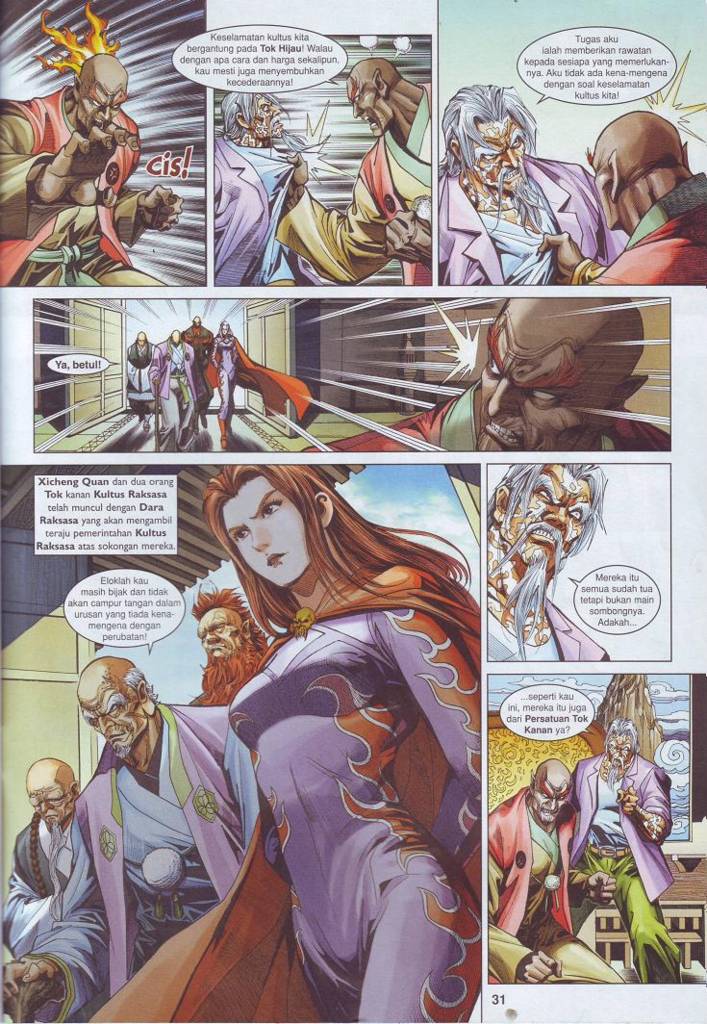 cis!
Keselamatan kultus kita
bergantung pada Tok Hijau! Walau
dengan apa cara dan harga sekalipun,
kau mesti juga menyembuhkan
kecederaannya!
Tugas aku
ialah memberikan rawatan
kepada sesiapa yang memerlukan-
nya. Aku tidak ada kena-mengena
dengan soal keselamatan
kultus kita!
Ya, betul!
Xicheng Quan dan dua orang
Tok kanan Kultus Raksasa
telah muncul dengan Dara
Raksasa yang akan mengambil
teraju pemerintahan Kultus
Raksasa atas sokongan mereka.
Eloklah kau
masih bijak dan tidak
akan campur tangan dalam
urusan yang tiada kena-
mengena dengan
perubatan!
Mereka itu
semua sudah tua
tetapi bukan main
sombongnya.
Adakah...
...seperti kau
ini, mereka itu juga
dari Persatuan Tok
Kanan ya?
31